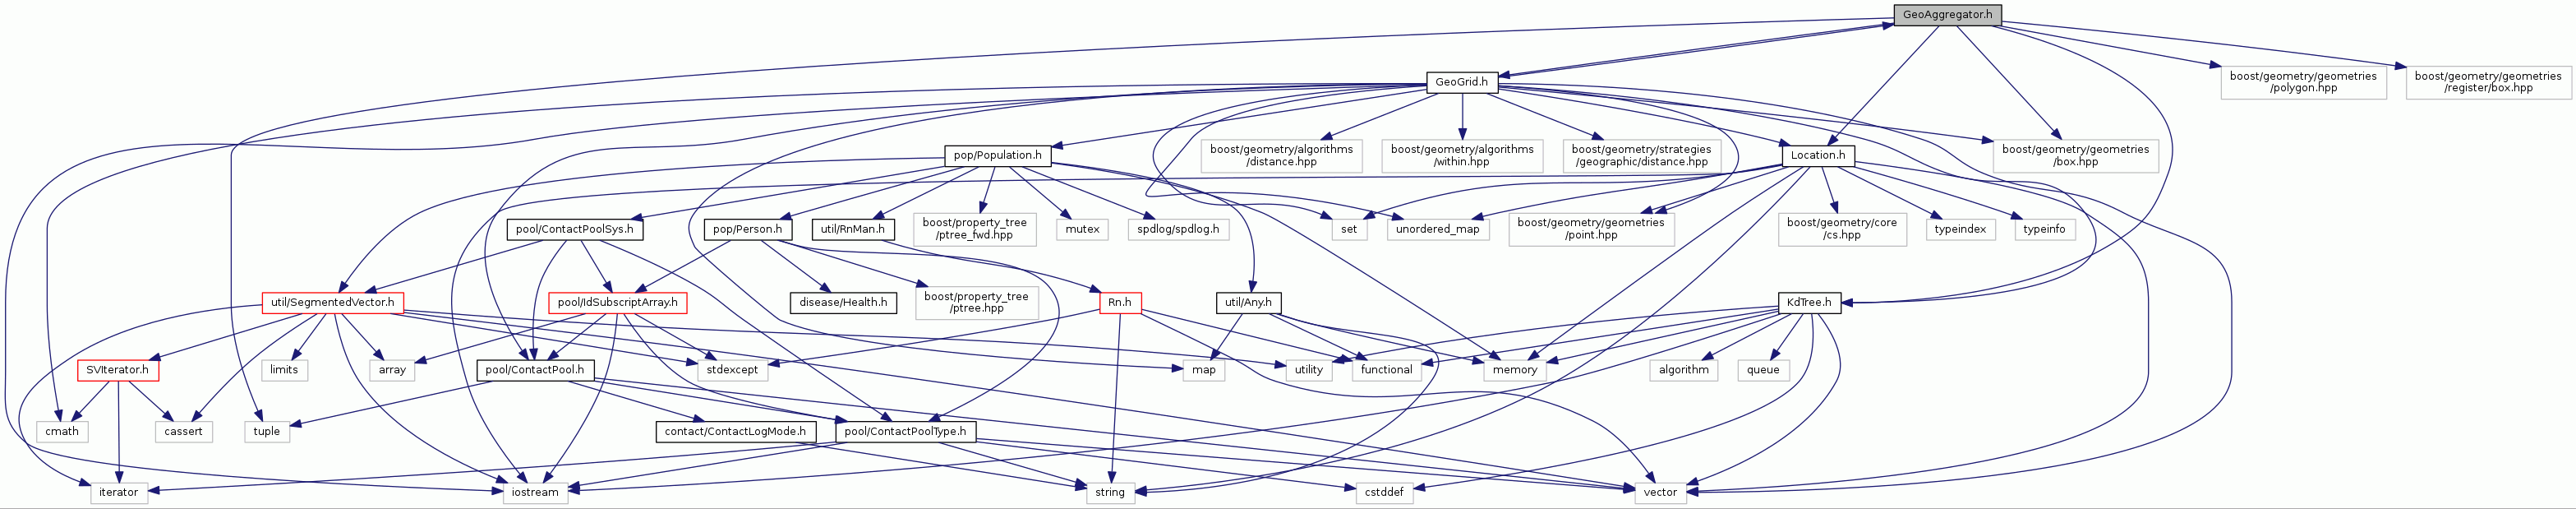 GeoAggregator.h
GeoGrid.h
boost/geometry/geometries
/polygon.hpp
boost/geometry/geometries
/register/box.hpp
pop/Population.h
boost/geometry/algorithms
/distance.hpp
boost/geometry/algorithms
/within.hpp
boost/geometry/strategies
/geographic/distance.hpp
Location.h
boost/geometry/geometries
/box.hpp
pool/ContactPoolSys.h
pop/Person.h
util/RnMan.h
boost/property_tree
/ptree_fwd.hpp
mutex
spdlog/spdlog.h
set
unordered_map
boost/geometry/geometries
/point.hpp
boost/geometry/core
/cs.hpp
typeindex
typeinfo
util/SegmentedVector.h
pool/IdSubscriptArray.h
disease/Health.h
boost/property_tree
/ptree.hpp
Rn.h
util/Any.h
KdTree.h
SVIterator.h
limits
array
pool/ContactPool.h
stdexcept
map
utility
functional
memory
algorithm
queue
cmath
cassert
tuple
contact/ContactLogMode.h
pool/ContactPoolType.h
iterator
iostream
string
cstddef
vector